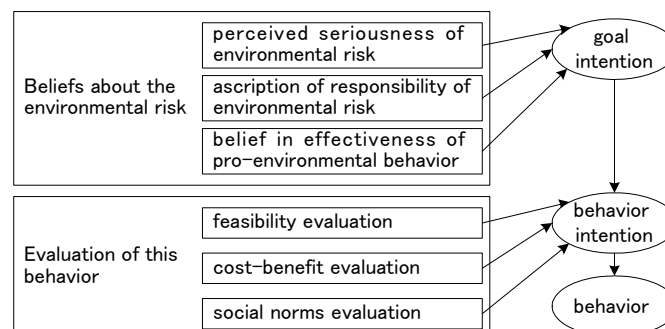 perceived seriousness of
environmental risk
goal
intention
Beliefs about the
environmental risk
ascription of responsibility of
environmental risk
belief in effectiveness of
pro-environmental behavior
feasibility evaluation
behavior
intention
Evaluation of this
behavior
cost-benefit evaluation
social norms evaluation
behavior